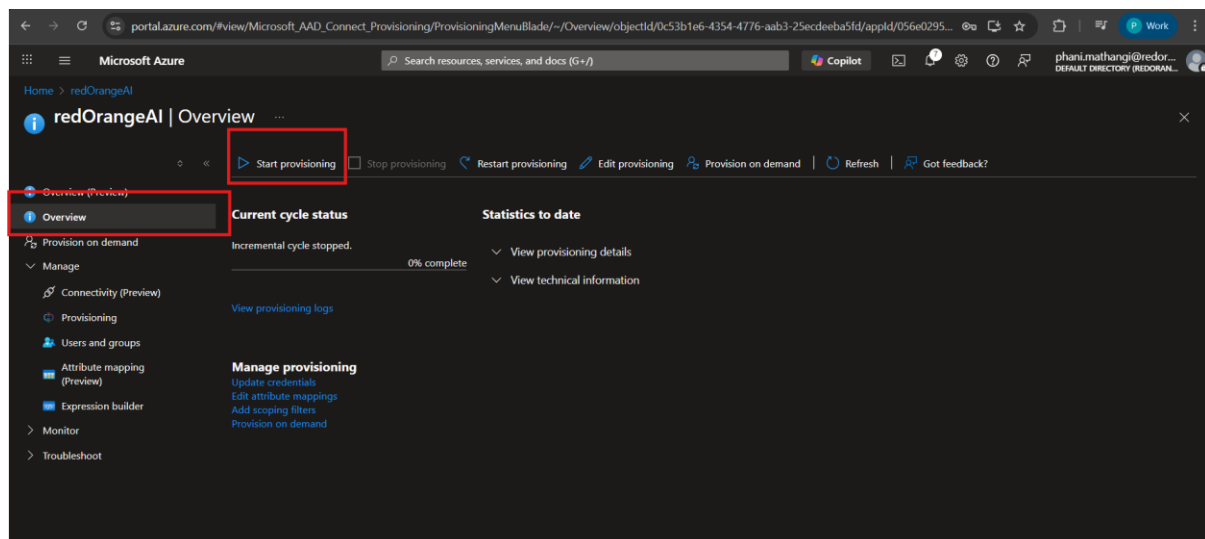 portal.azure.com/#view/Microsoft_AAD_Connect_Provisioning/ProvisioningMenuBlade/~/Overview/objectId/0c53b1e6-4354-4776-aab3-25ecdeeba5fd/appId/056e0295...
Work
Microsoft Azure
Search resources, services, and docs (G+/)
Copilot
7
phani.mathangi@redor...
DEFAULT DIRECTORY (REDORAN...
Home > redOrangeAI
redOrangeAI | Overview ...
Start provisioning
Stop provisioning
Restart provisioning
Edit provisioning
Provision on demand
Refresh
Got feedback?
Overview (Preview)
Overview
Provision on demand
Manage
Connectivity (Preview)
Provisioning
Users and groups
Attribute mapping
(Preview)
Expression builder
Monitor
Troubleshoot
Current cycle status
Incremental cycle stopped.
0% complete
View provisioning logs
Statistics to date
View provisioning details
View technical information
Manage provisioning
Update credentials
Edit attribute mappings
Add scoping filters
Provision on demand